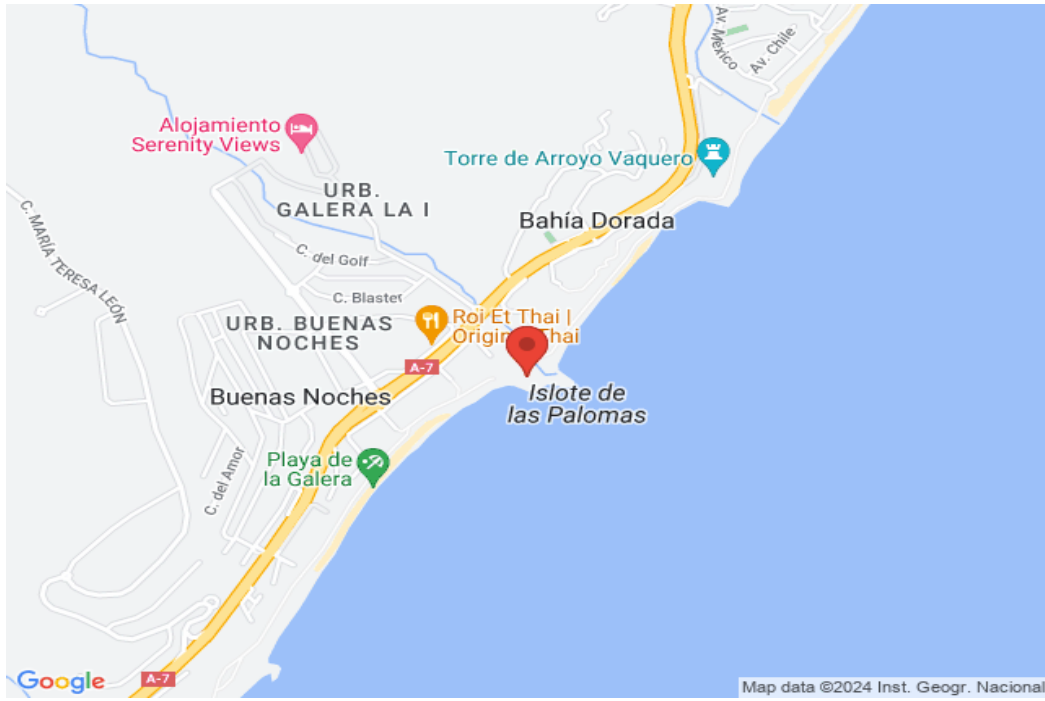 Av. México
Av. Chile
Alojamiento
Serenity Views
Torre de Arroyo Vaquero
URB.
GALERA LA I
Bahía Dorada
C. MARÍA TERESA LEÓN
C. del Golf
C. Blaster
URB. BUENAS
NOCHES
Roi Et Thai |
Thai
A-7
Buenas Noches
Islote de
las Palomas
Playa de
la Galera
C. del Amor
Google
A-7
Map data ©2024 Inst. Geogr. Nacional